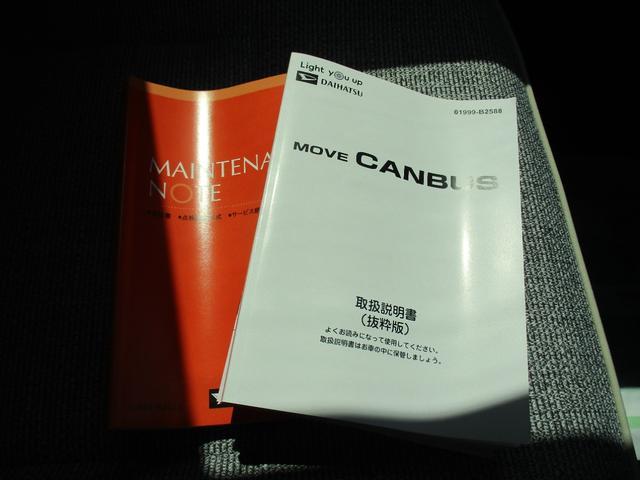 Light you up
DAIHATSU
01999-B2588
MOVE CANBUS
取扱説明書
(抜粋版)
よくお読みになって使用してください。
取扱説明書はお車の中に保管しましょう。
MAINTENA
NOTE